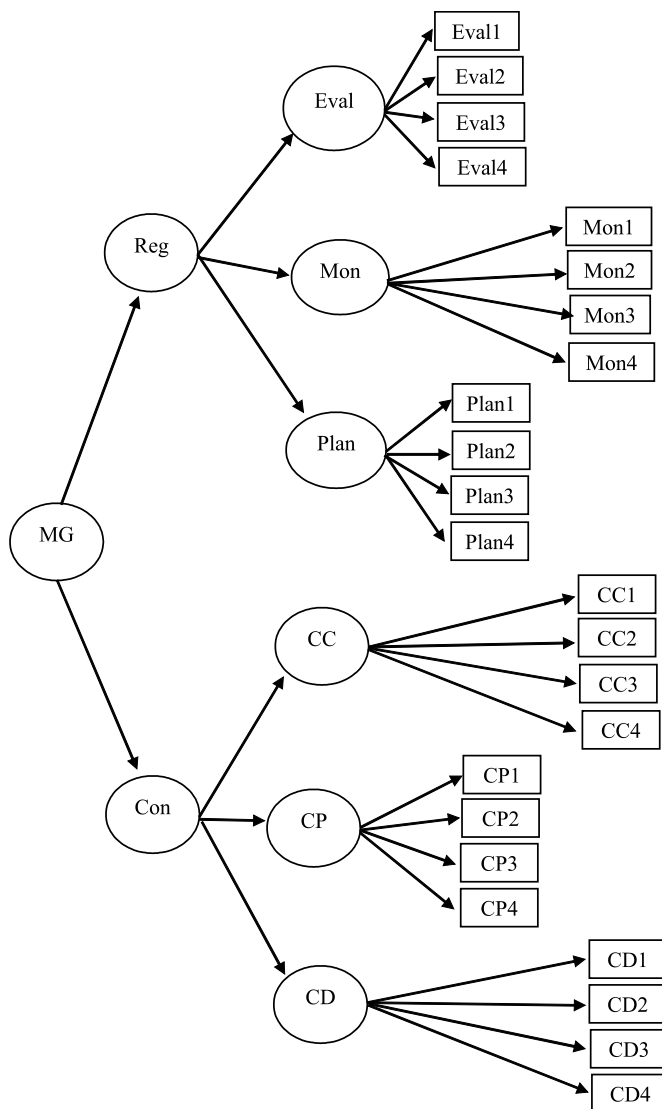 Eval1
Eval2
Eval3
Eval4
Eval
Reg
Mon
Mon1
Mon2
Mon3
Mon4
Plan
Plan1
Plan2
Plan3
Plan4
MG
CC
CC1
CC2
CC3
CC4
Con
CP
CP1
CP2
CP3
CP4
CD
CD1
CD2
CD3
CD4